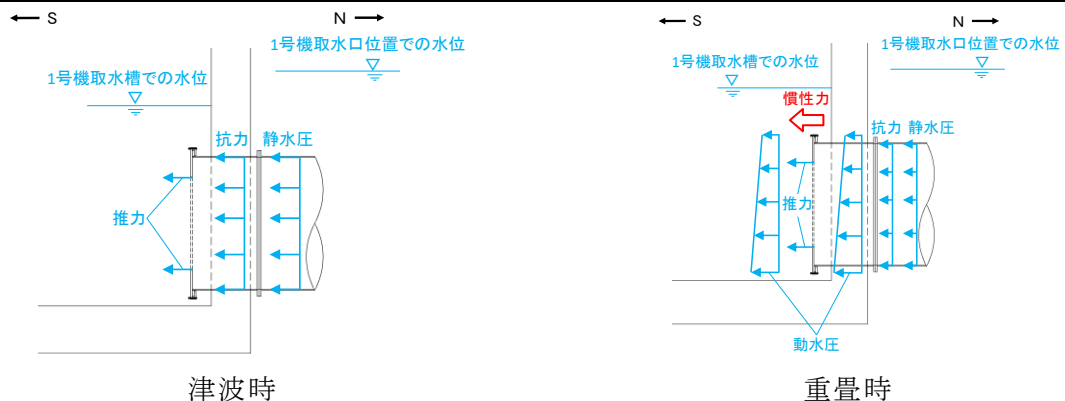 S N
1号機取水口位置での水位
1号機取水槽での水位
抗力 静水圧
推力
津波時
S N
1号機取水口位置での水位
1号機取水槽での水位
慣性力
抗力 静水圧
推力
動水圧
重畳時